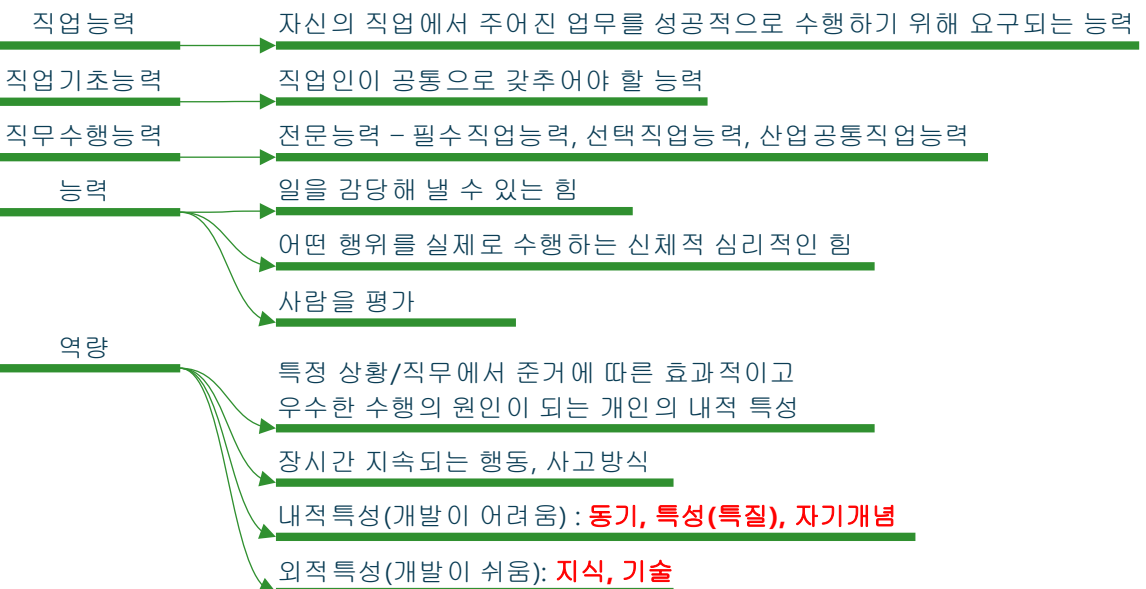 직업능력
자신의 직업에서 주어진 업무를 성공적으로 수행하기 위해 요구되는 능력
직업기초능력
직업인이 공통으로 갖추어야 할 능력
직무수행능력
전문능력 – 필수직업능력, 선택직업능력, 산업공통직업능력
능력
일을 감당해 낼 수 있는 힘
어떤 행위를 실제로 수행하는 신체적 심리적인 힘
사람을 평가
역량
특정 상황/직무에서 준거에 따른 효과적이고
우수한 수행의 원인이 되는 개인의 내적 특성
장시간 지속되는 행동, 사고방식
내적특성(개발이 어려움) : 동기, 특성(특질), 자기개념
외적특성(개발이 쉬움): 지식, 기술